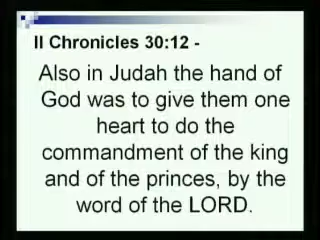 II Chronicles 30:12 -
Also in Judah the hand of
God was to give them one
heart to do the
commandment of the king
and of the princes, by the
word of the LORD.